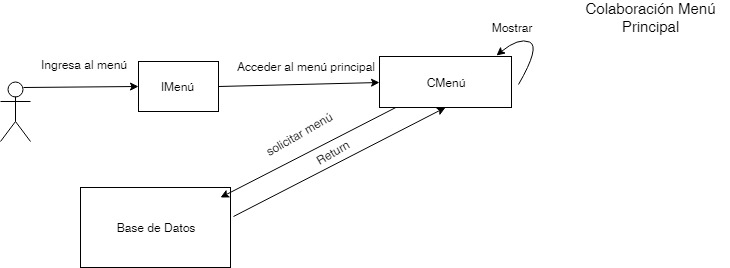 Colaboración Menú
Principal
Mostrar
Ingresa al menú
Acceder al menú principal
IMenú
CMenú
solicitar menú
Return
Base de Datos